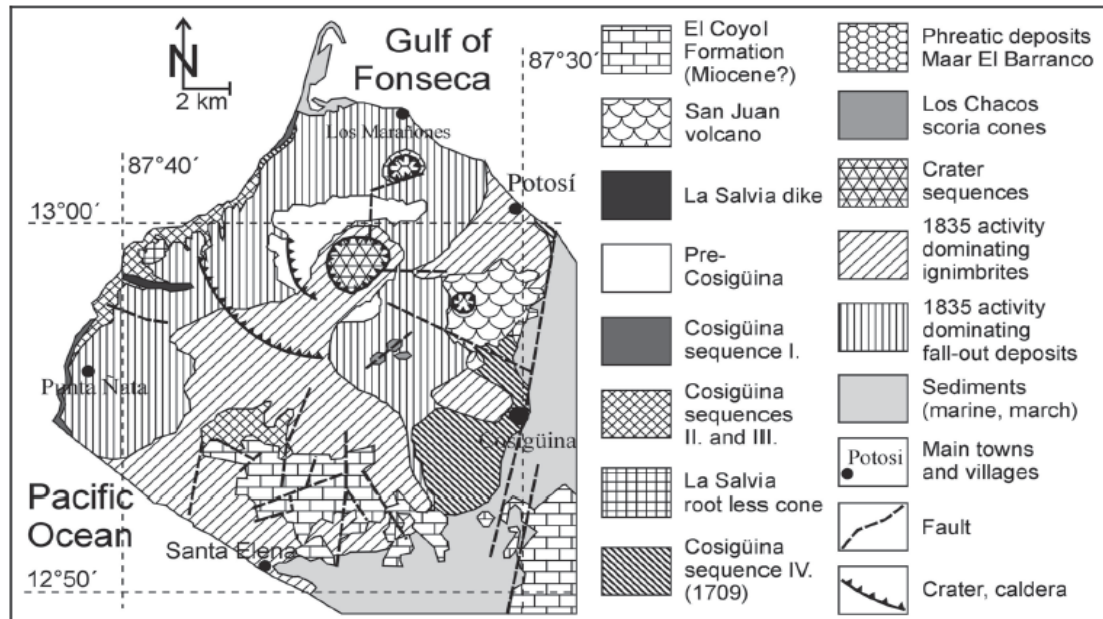 N
2 km
Gulf of
Fonseca
87°30´
87°40´
Los Marañones
Potosí
13°00´
Punta Ñata
Cosigüina
Pacific
Ocean
Santa Elena
12°50´
El Coyol
Formation
(Miocene?)
San Juan
volcano
La Salvia dike
Pre-
Cosigüina
Cosigüina
sequence I.
Cosigüina
sequences
II. and III.
La Salvia
root less cone
Cosigüina
sequence IV.
(1709)
Phreatic deposits
Maar El Barranco
Los Chacos
scoria cones
Crater
sequences
1835 activity
dominating
ignimbrites
1835 activity
dominating
fall-out deposits
Sediments
(marine, march)
Potosi
Main towns
and villages
Fault
Crater, caldera